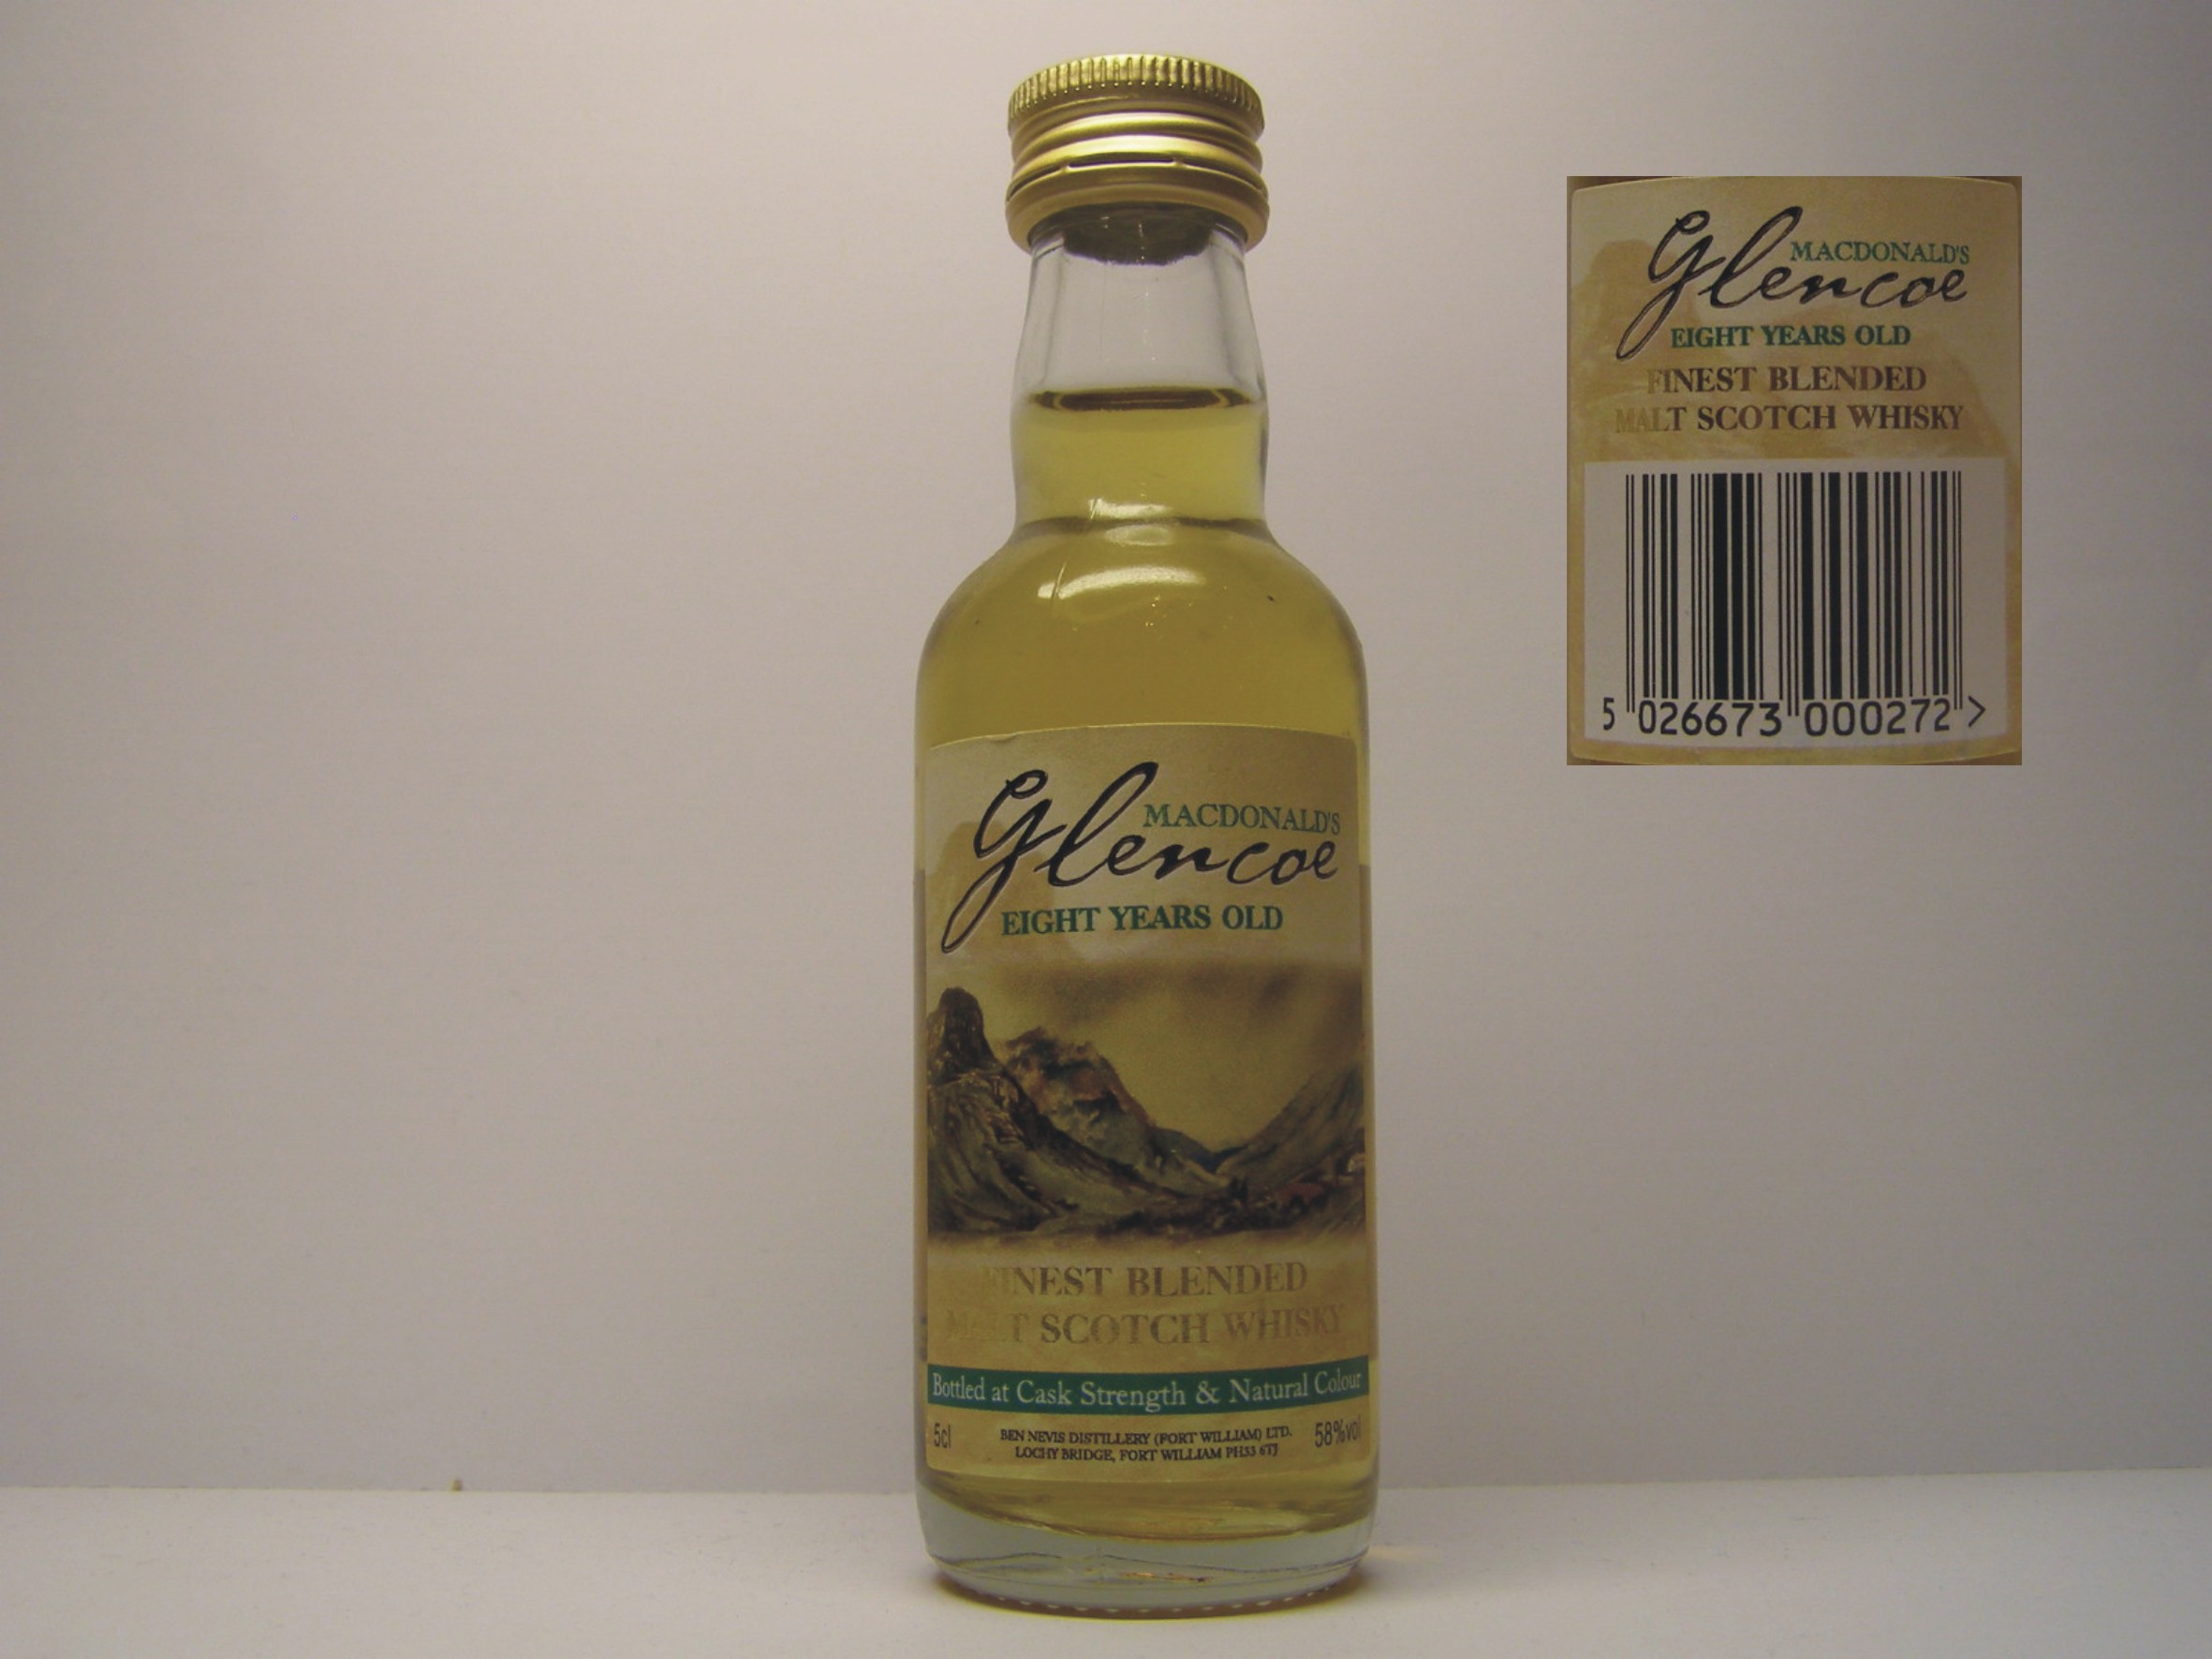 MACDONALD'S
Glencoe
EIGHT YEARS OLD
FINEST BLENDED
MALT SCOTCH WHISKY
Bottled at Cask Strength & Natural Colour
5cl
BEN NEVIS DISTILLERY (FORT WILLIAM) LTD.
LOCHY BRIDGE, FORT WILLIAM PH33 6TJ
58%vol
MACDONALD'S
Glencoe
EIGHT YEARS OLD
FINEST BLENDED
MALT SCOTCH WHISKY
5 026673 000272 >